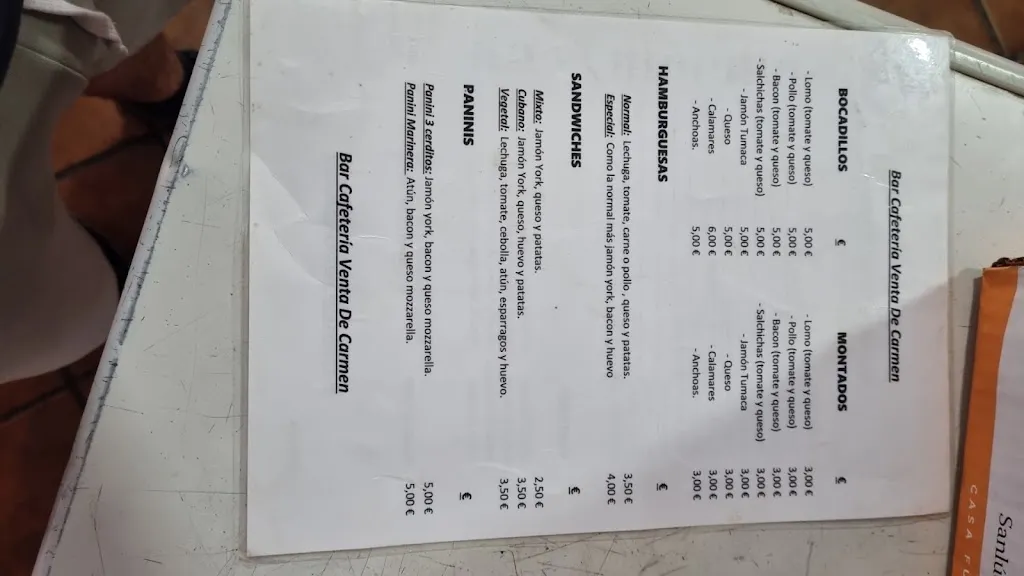 Bar Cafetería Venta De Carmen
BOCADILLOS € MONTADOS €
- Lomo (tomate y queso) 5,00 € - Lomo (tomate y queso) 3,00 €
- Pollo (tomate y queso) 5,00 € - Pollo (tomate y queso) 3,00 €
- Bacon (tomate y queso) 5,00 € - Bacon (tomate y queso) 3,00 €
- Salchichas (tomate y queso) 5,00 € - Salchichas (tomate y queso) 3,00 €
- Jamón Tumaca 5,00 € - Jamón Tumaca 3,00 €
- Queso 5,00 € - Queso 3,00 €
- Calamares 6,00 € - Calamares 3,00 €
- Anchoas. 5,00 € - Anchoas. 3,00 €
HAMBURGUESAS €
Normal: Lechuga, tomate, carne o pollo , queso y patatas. 3,50 €
Especial: Como la normal más jamón york, bacon y huevo 4,00 €
SANDWICHES €
Mixto: Jamón York, queso y patatas. 2,50 €
Cubano: Jamón York, queso, huevo y patatas. 3,50 €
Vegetal: Lechuga, tomate, cebolla, atún, esparragos y huevo. 3,50 €
PANINIS €
Panini 3 cerditos: Jamón york, bacon y queso mozzarella. 5,00 €
Panini Marinera: Atún, bacon y queso mozzarella. 5,00 €
Bar Cafetería Venta De Carmen
Sanlú
CASA